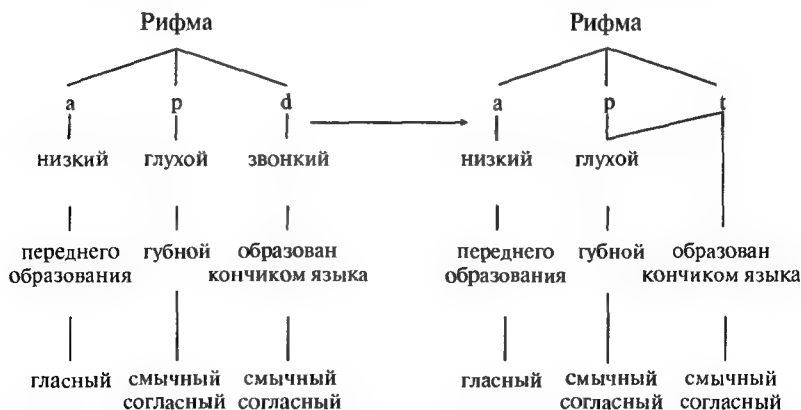 Рифма Рифма
a p d a p t
низкий глухой звонкий низкий глухой
переднего губной образован переднего губной образован
образования кончиком языка образования кончиком языка
гласный смычный смычный гласный смычный смычный
согласный согласный согласный согласный